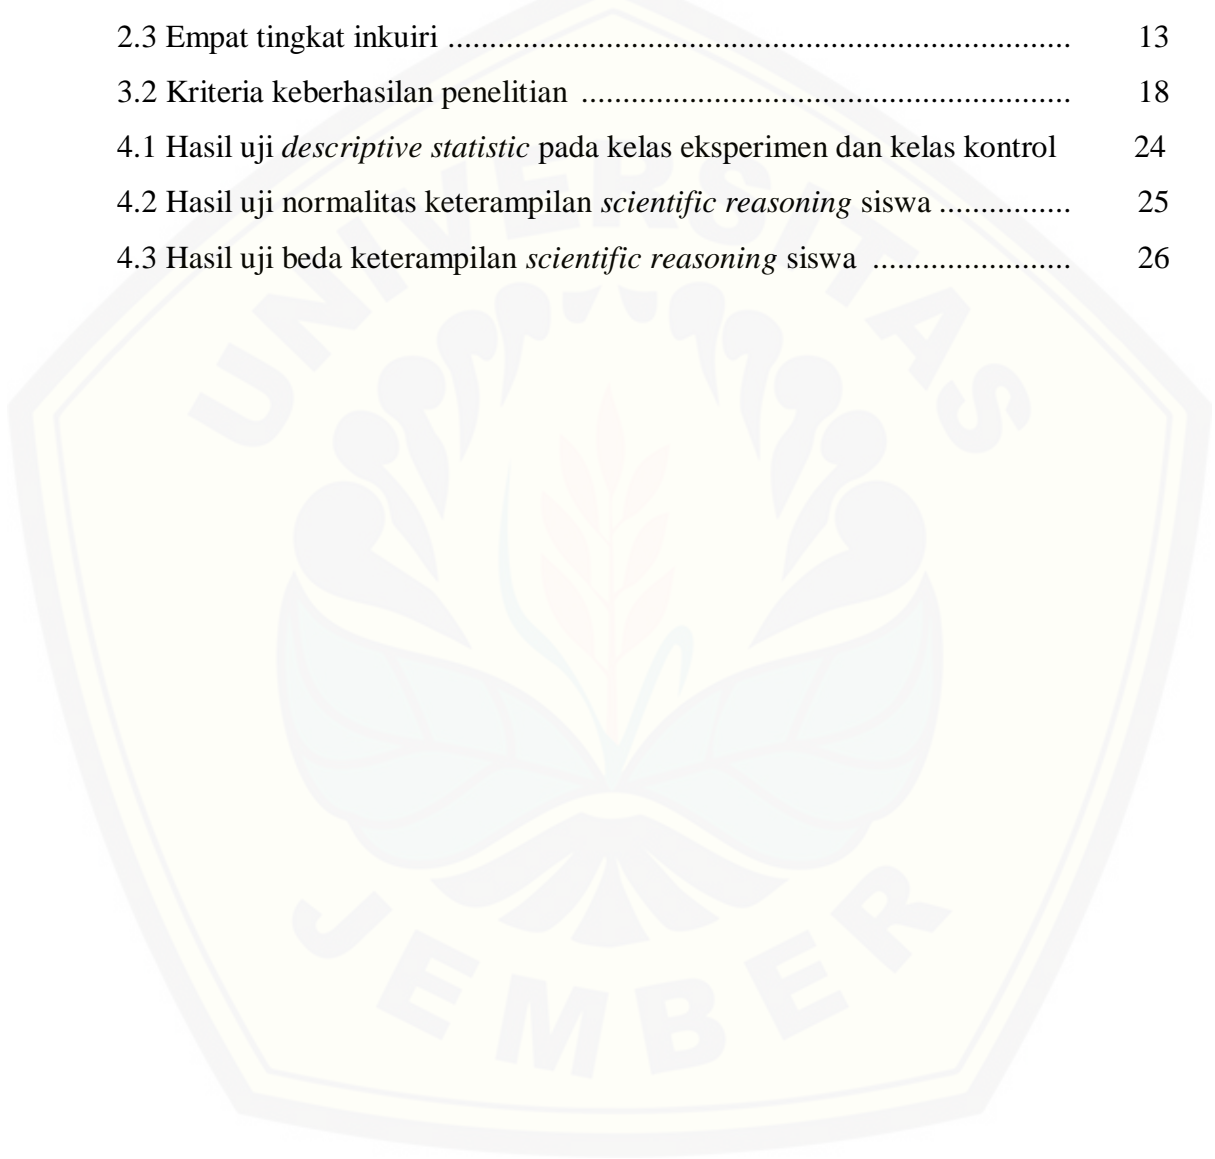 2.3 Empat tingkat inkuiri ........................................................................... 13
3.2 Kriteria keberhasilan penelitian ........................................................... 18
4.1 Hasil uji descriptive statistic pada kelas eksperimen dan kelas kontrol 24
4.2 Hasil uji normalitas keterampilan scientific reasoning siswa ................ 25
4.3 Hasil uji beda keterampilan scientific reasoning siswa ........................ 26
UNIVERSITAS
JEMBER